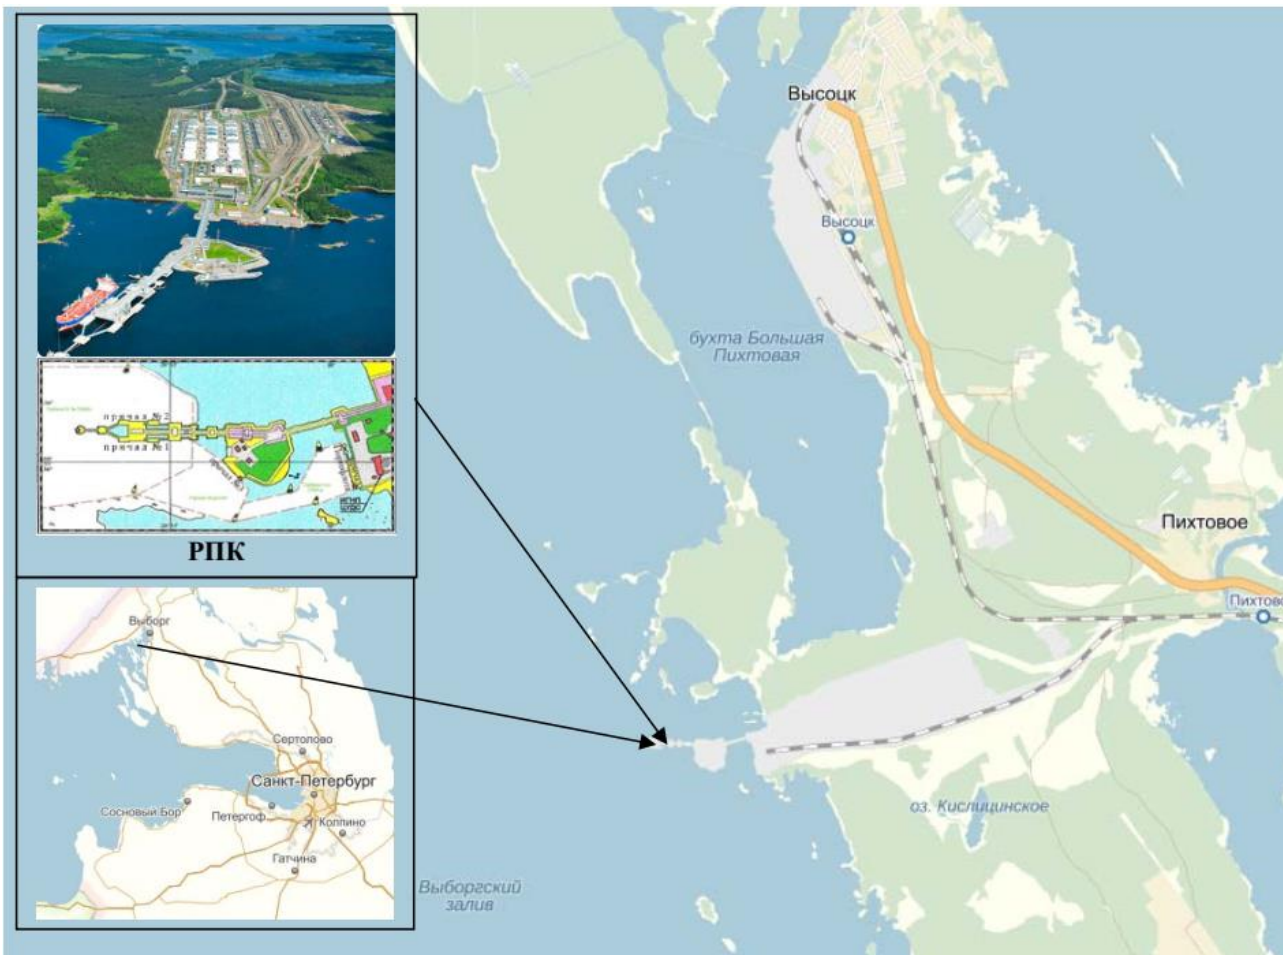 причал №2
причал №1
РПК
Выборг
Сертолово
Санкт-Петербург
Сосновый Бор
Петергоф
Колпино
Гатчина
Высоцк
Высоцк
бухта Большая
Пихтовая
Пихтовое
Пихтово
оз. Кислицинское
Выборгский
залив